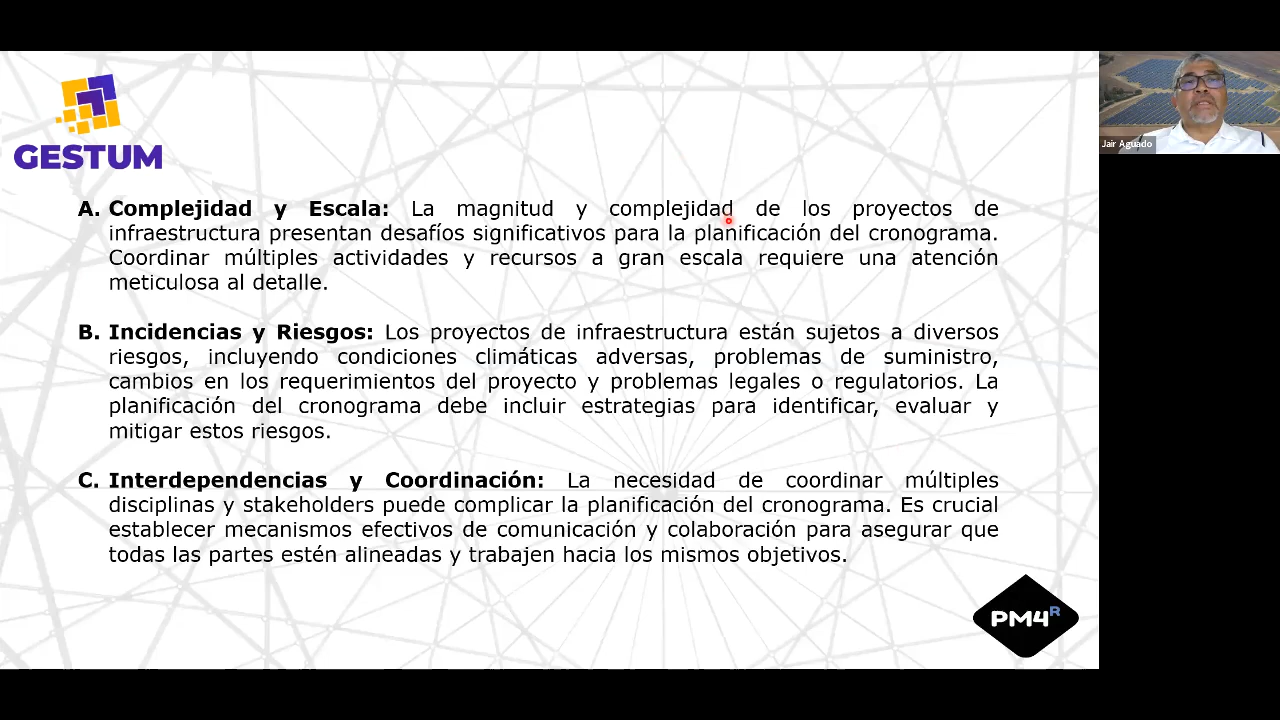 GESTUM
Jair Aguado
A. Complejidad y Escala: La magnitud y complejidad de los proyectos de
infraestructura presentan desafíos significativos para la planificación del cronograma.
Coordinar múltiples actividades y recursos a gran escala requiere una atención
meticulosa al detalle.
B. Incidencias y Riesgos: Los proyectos de infraestructura están sujetos a diversos
riesgos, incluyendo condiciones climáticas adversas, problemas de suministro,
cambios en los requerimientos del proyecto y problemas legales o regulatorios. La
planificación del cronograma debe incluir estrategias para identificar, evaluar y
mitigar estos riesgos.
C. Interdependencias y Coordinación: La necesidad de coordinar múltiples
disciplinas y stakeholders puede complicar la planificación del cronograma. Es crucial
establecer mecanismos efectivos de comunicación y colaboración para asegurar que
todas las partes estén alineadas y trabajen hacia los mismos objetivos.
PM4R